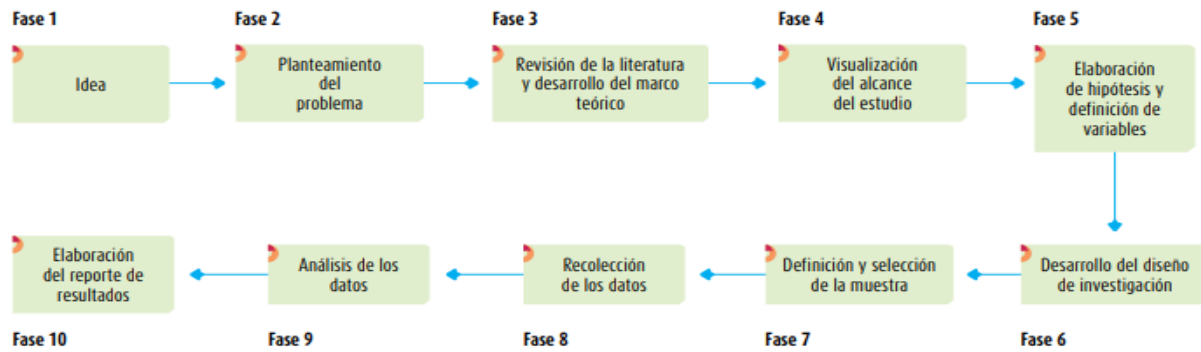 Fase 1
Idea
Fase 2
Planteamiento
del
problema
Fase 3
Revisión de la literatura
y desarrollo del marco
teórico
Fase 4
Visualización
del alcance
del estudio
Fase 5
Elaboración
de hipótesis y
definición de
variables
Desarrollo del diseño
de investigación
Fase 6
Definición y selección
de la muestra
Fase 7
Recolección
de los datos
Fase 8
Análisis de los
datos
Fase 9
Elaboración
del reporte de
resultados
Fase 10